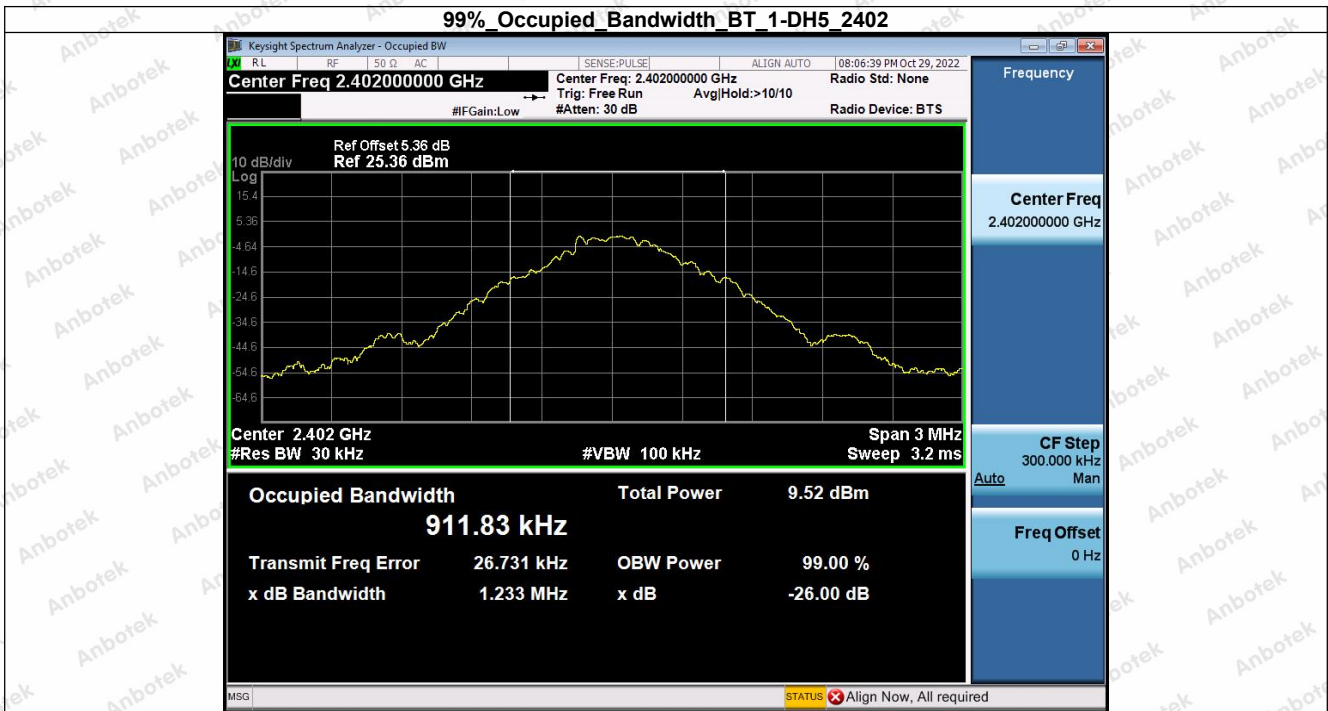 99%_Occupied_Bandwidth_BT_1-DH5_2402
Keysight Spectrum Analyzer - Occupied BW
LXI RL RF 50 Ω AC SENSE:PULSE ALIGN AUTO 08:06:39 PM Oct 29, 2022
Center Freq 2.402000000 GHz
Center Freq: 2.402000000 GHz
Radio Std: None
Trig: Free Run Avg|Hold:>10/10
#IFGain:Low
#Atten: 30 dB
Radio Device: BTS
Frequency
Ref Offset 5.36 dB
10 dB/div Ref 25.36 dBm
Log
15.4
5.36
-4.64
-14.6
-24.6
-34.6
-44.6
-54.6
-64.6
Center 2.402 GHz Span 3 MHz
#Res BW 30 kHz #VBW 100 kHz Sweep 3.2 ms
Occupied Bandwidth Total Power 9.52 dBm
911.83 kHz
Transmit Freq Error 26.731 kHz OBW Power 99.00 %
x dB Bandwidth 1.233 MHz x dB -26.00 dB
Center Freq
2.402000000 GHz
CF Step
300.000 kHz
Auto Man
Freq Offset
0 Hz
MSG STATUS Align Now, All required
Anbotek